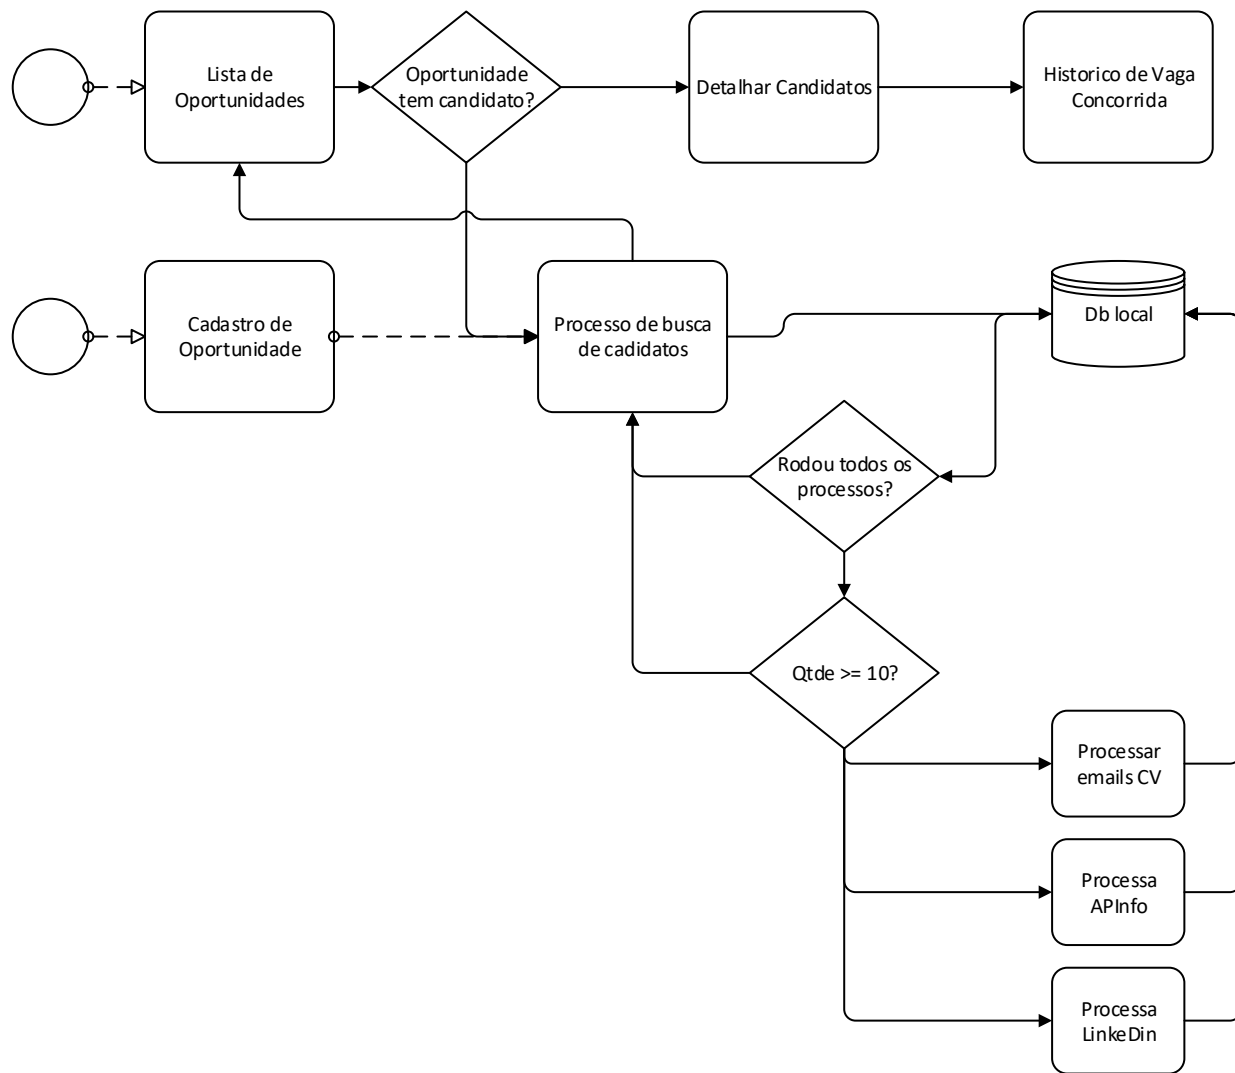 Lista de
Oportunidades
Oportunidade
tem candidato?
Detalhar Candidatos
Historico de Vaga
Concorrida
Cadastro de
Oportunidade
Processo de busca
de cadidatos
Db local
Rodou todos os
processos?
Qtde >= 10?
Processar
emails CV
Processa
APInfo
Processa
LinkeDin